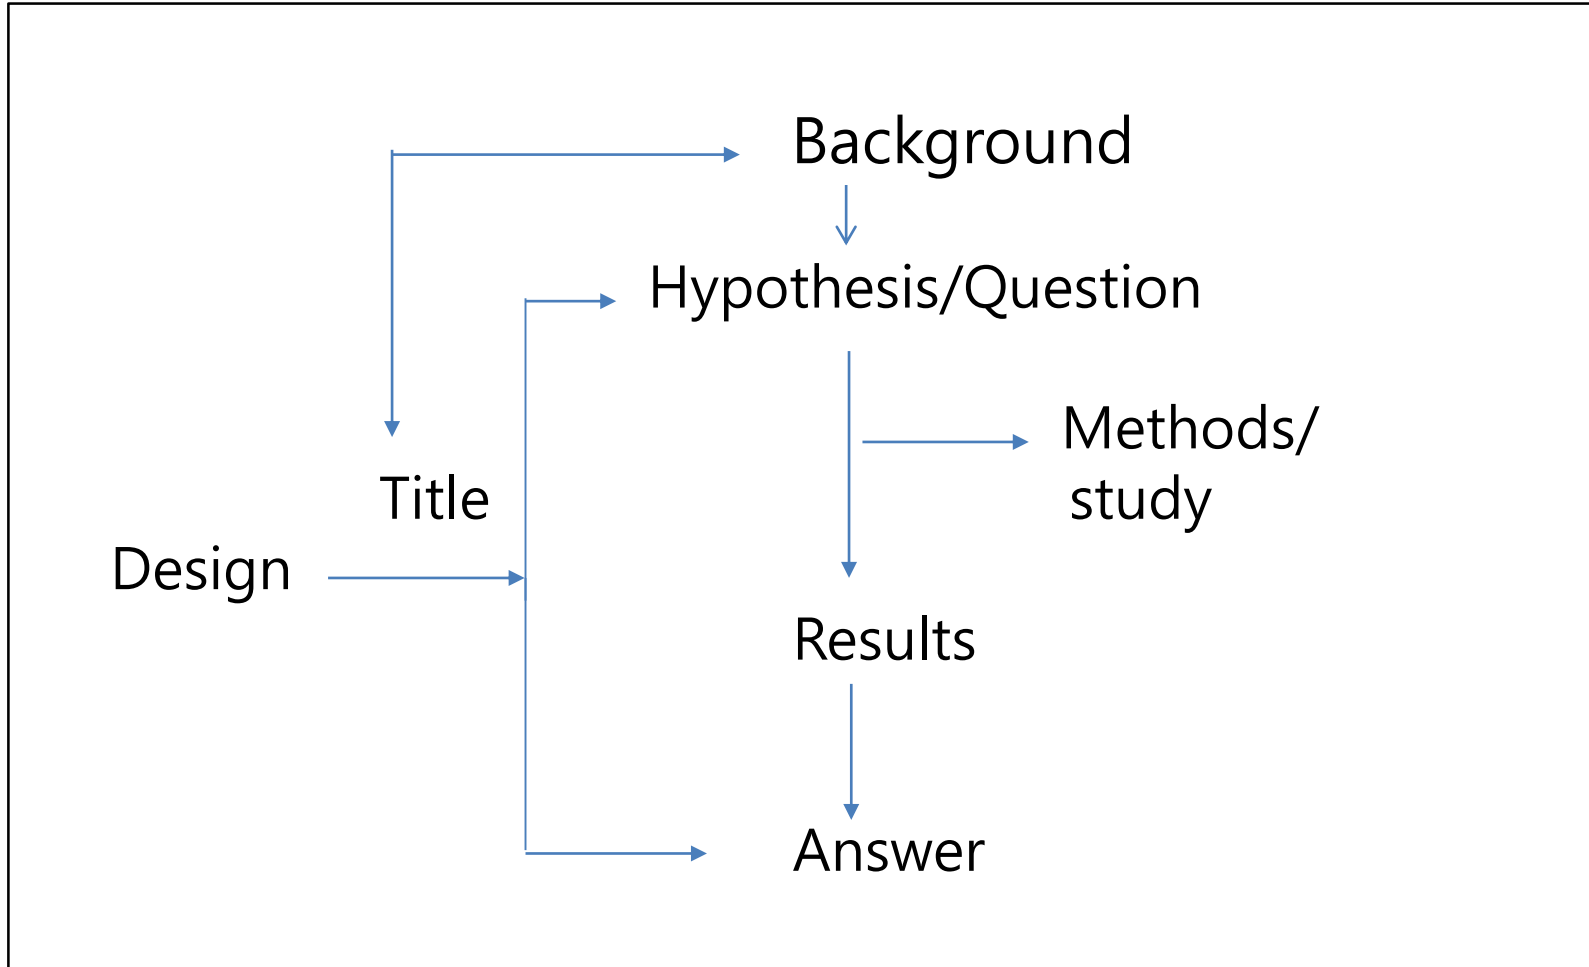 Background
Hypothesis/Question
Methods/
study
Title
Design
Results
Answer